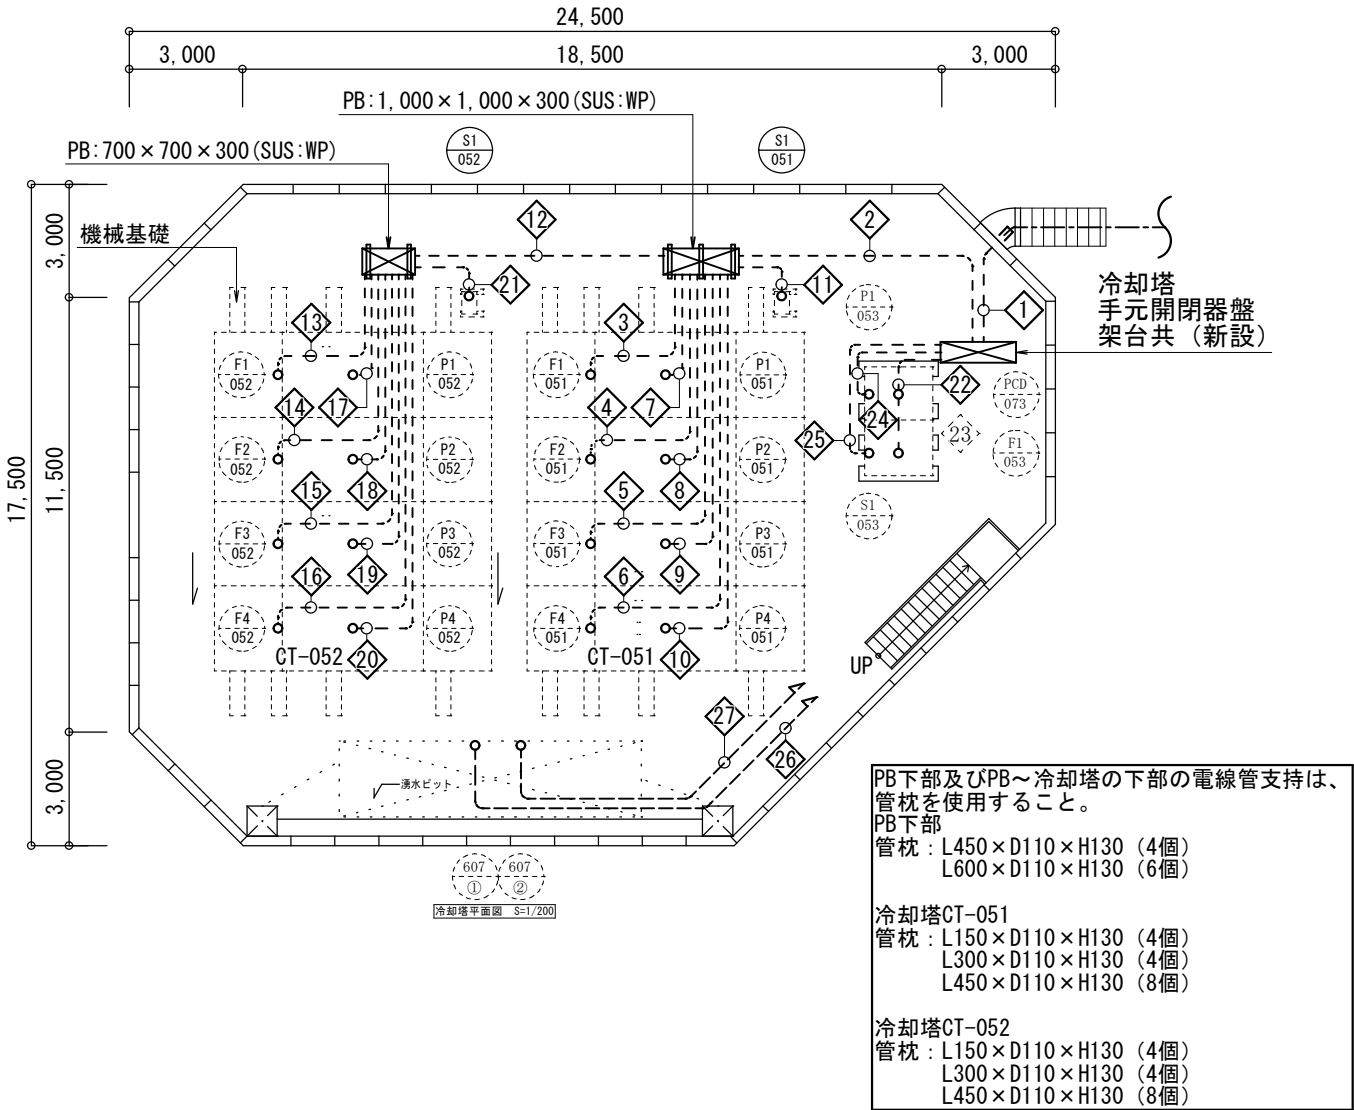 24,500
3,000
18,500
3,000
PB:1,000×1,000×300(SUS:WP)
PB:700×700×300(SUS:WP)
S1
052
S1
051
機械基礎
12
2
E
21
11
P1
053
1
冷却塔
手元開閉器盤
架台共（新設）
3,000
11,500
3,000
17,500
13
3
F1
052
P1
052
F1
051
P1
051
22
PCD
073
14
17
4
7
24
25
23
F1
053
F2
052
P2
052
F2
051
P2
051
15
18
5
8
S1
053
F3
052
P3
052
F3
051
P3
051
16
19
6
9
F4
052
P4
052
F4
051
P4
051
CT-052
20
CT-051
10
UP
27
26
湧水ピット
607
①
607
②
冷却塔平面図 S=1/200
PB下部及びPB～冷却塔の下部の電線管支持は、
管枕を使用すること。
PB下部
管枕：L450×D110×H130（4個）
L600×D110×H130（6個）
冷却塔CT-051
管枕：L150×D110×H130（4個）
L300×D110×H130（4個）
L450×D110×H130（8個）
冷却塔CT-052
管枕：L150×D110×H130（4個）
L300×D110×H130（4個）
L450×D110×H130（8個）